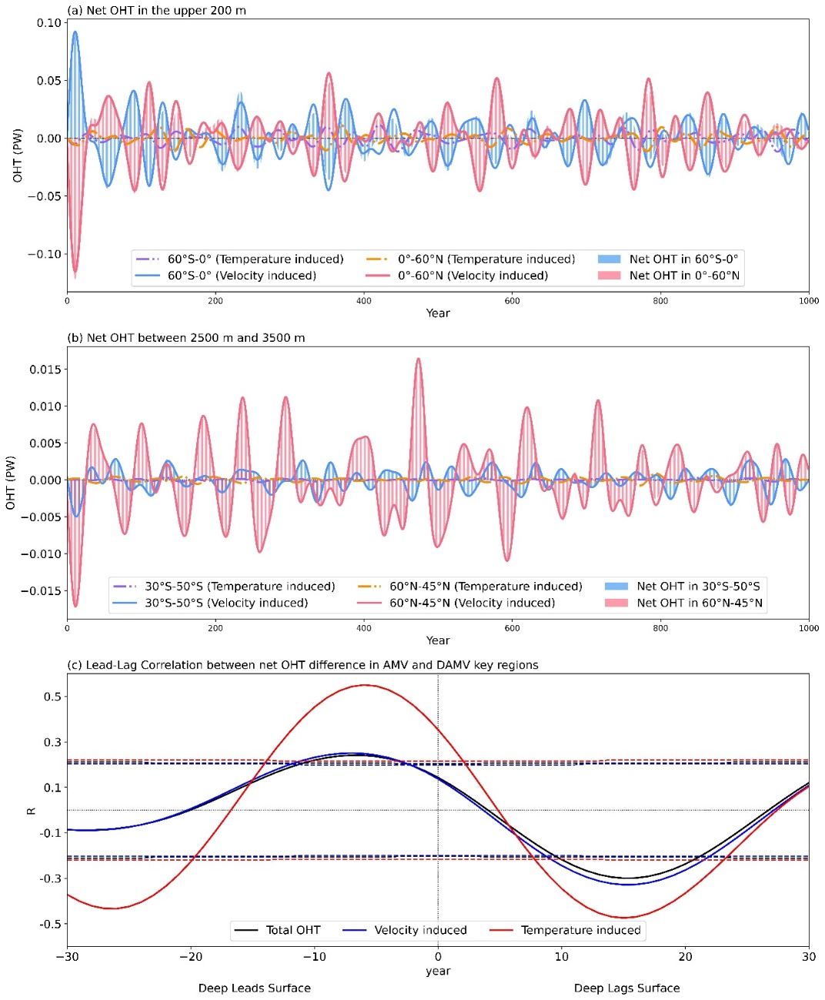 (a) Net OHT in the upper 200 m
0.10
0.05
0.00
−0.05
−0.10
OHT (PW)
60°S-0° (Temperature induced)
0°-60°N (Temperature induced)
Net OHT in 60°S-0°
60°S-0° (Velocity induced)
0°-60°N (Velocity induced)
Net OHT in 0°-60°N
0 200 400 600 800 1000
Year
(b) Net OHT between 2500 m and 3500 m
0.015
0.010
0.005
0.000
−0.005
−0.010
−0.015
OHT (PW)
30°S-50°S (Temperature induced)
60°N-45°N (Temperature induced)
Net OHT in 30°S-50°S
30°S-50°S (Velocity induced)
60°N-45°N (Velocity induced)
Net OHT in 60°N-45°N
0 200 400 600 800 1000
Year
(c) Lead-Lag Correlation between net OHT difference in AMV and DAMV key regions
0.5
0.3
0.1
-0.1
-0.3
-0.5
R
Total OHT
Velocity induced
Temperature induced
−30 −20 −10 0 10 20 30
year
Deep Leads Surface
Deep Lags Surface